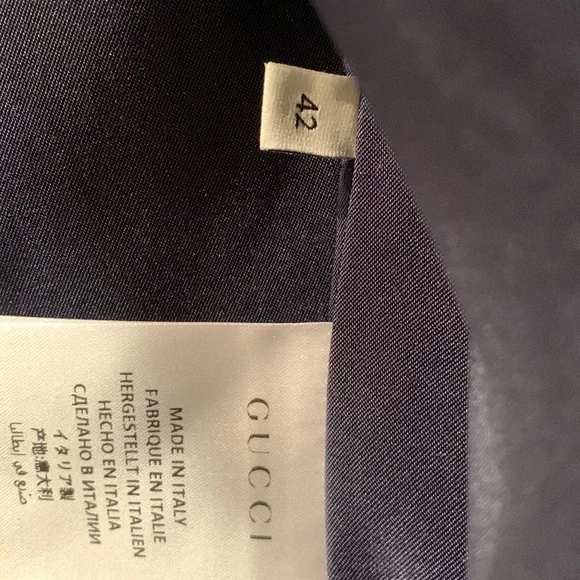 42
GUCCI
MADE IN ITALY
FABRIQUE EN ITALIE
HERGESTELLT IN ITALIEN
HECHO EN ITALIA
СДЕЛАНО В ИТАЛИИ
イタリア製
产地:意大利
صنع في إيطاليا